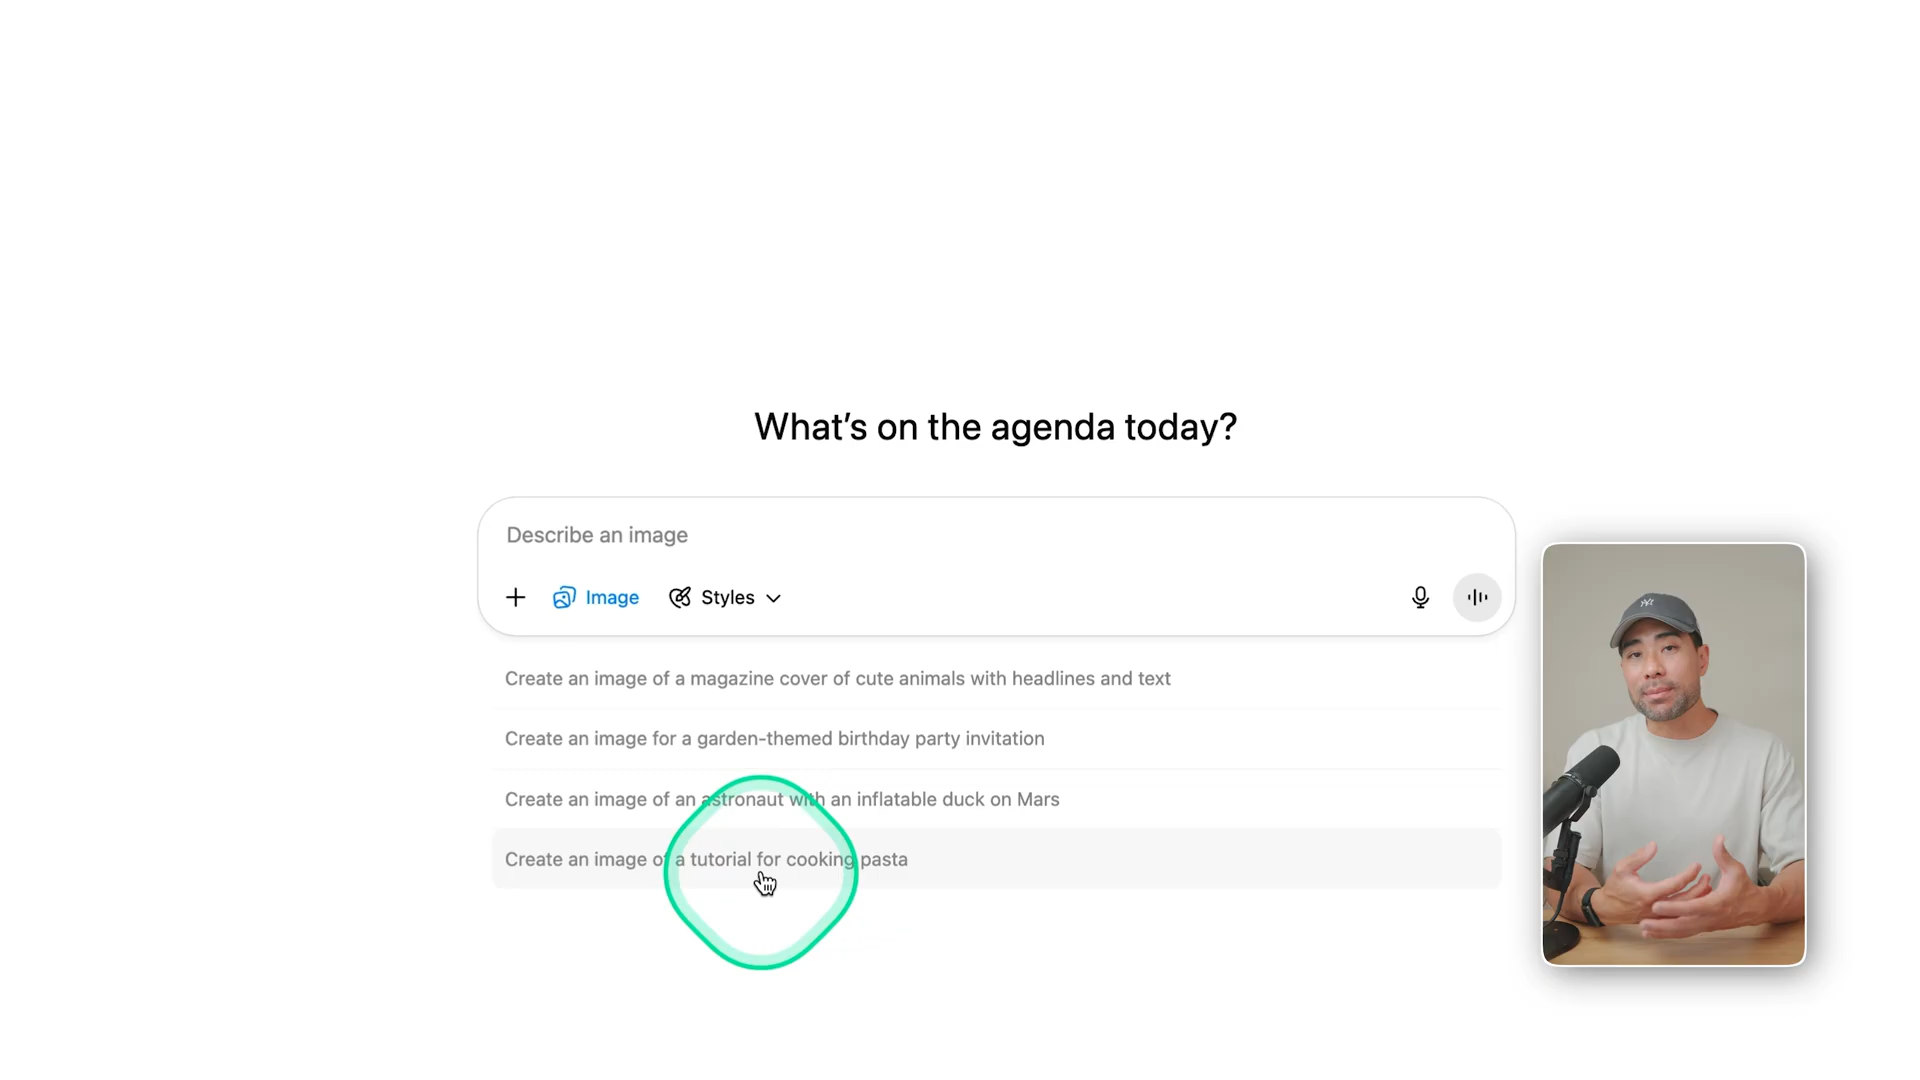 What's on the agenda today?
Describe an image
Image
Styles
Create an image of a magazine cover of cute animals with headlines and text
Create an image for a garden-themed birthday party invitation
Create an image of an astronaut with an inflatable duck on Mars
Create an image of a tutorial for cooking pasta